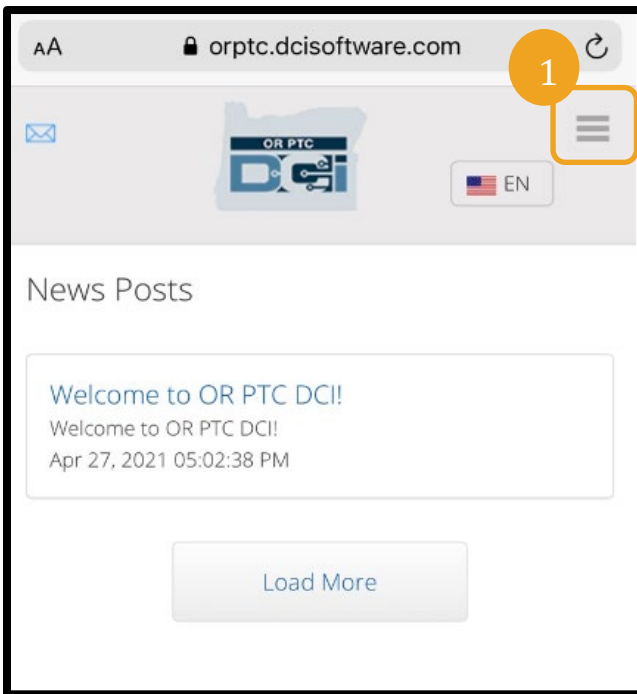 AA orptc.dcisoftware.com
1
OR PTC
DCi
EN
News Posts
Welcome to OR PTC DCI!
Welcome to OR PTC DCI!
Apr 27, 2021 05:02:38 PM
Load More